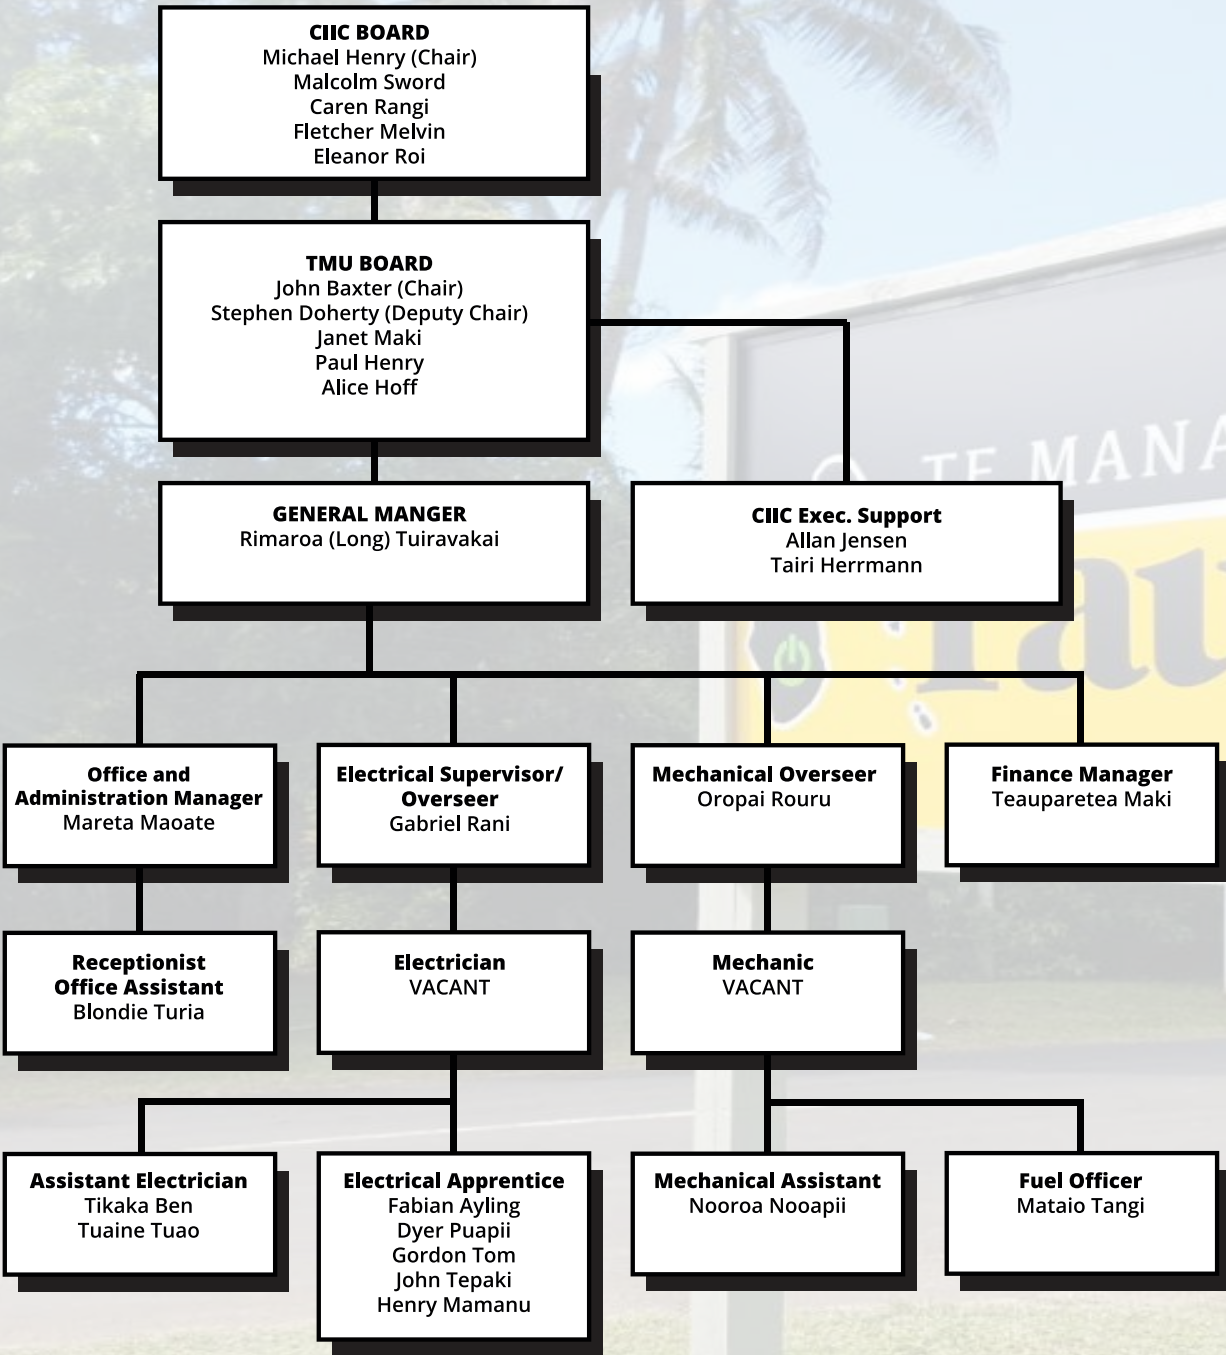 CIIC BOARD
Michael Henry (Chair)
Malcolm Sword
Caren Rangi
Fletcher Melvin
Eleanor Roi
TMU BOARD
John Baxter (Chair)
Stephen Doherty (Deputy Chair)
Janet Maki
Paul Henry
Alice Hoff
GENERAL MANGER
Rimaroa (Long) Tuiravakai
CIIC Exec. Support
Allan Jensen
Tairi Herrmann
TE MANA
Office and
Administration Manager
Mareta Maoate
Electrical Supervisor/
Overseer
Gabriel Rani
Mechanical Overseer
Oropai Rouru
Finance Manager
Teauparetea Maki
Receptionist
Office Assistant
Blondie Turia
Electrician
VACANT
Mechanic
VACANT
Assistant Electrician
Tikaka Ben
Tuaine Tuao
Electrical Apprentice
Fabian Ayling
Dyer Puapii
Gordon Tom
John Tepaki
Henry Mamanu
Mechanical Assistant
Nooroa Nooapii
Fuel Officer
Mataio Tangi